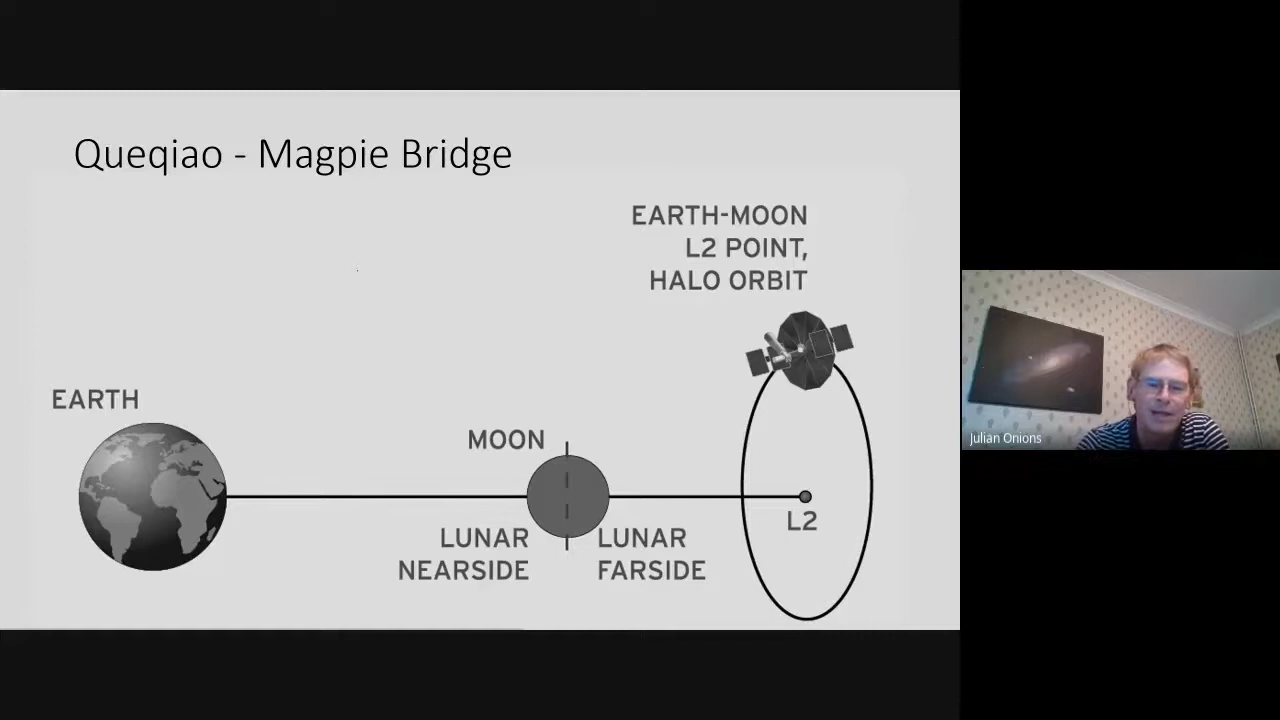 Queqiao - Magpie Bridge
EARTH-MOON
L2 POINT,
HALO ORBIT
EARTH
MOON
L2
LUNAR
NEARSIDE
LUNAR
FARSIDE
Julian Onions